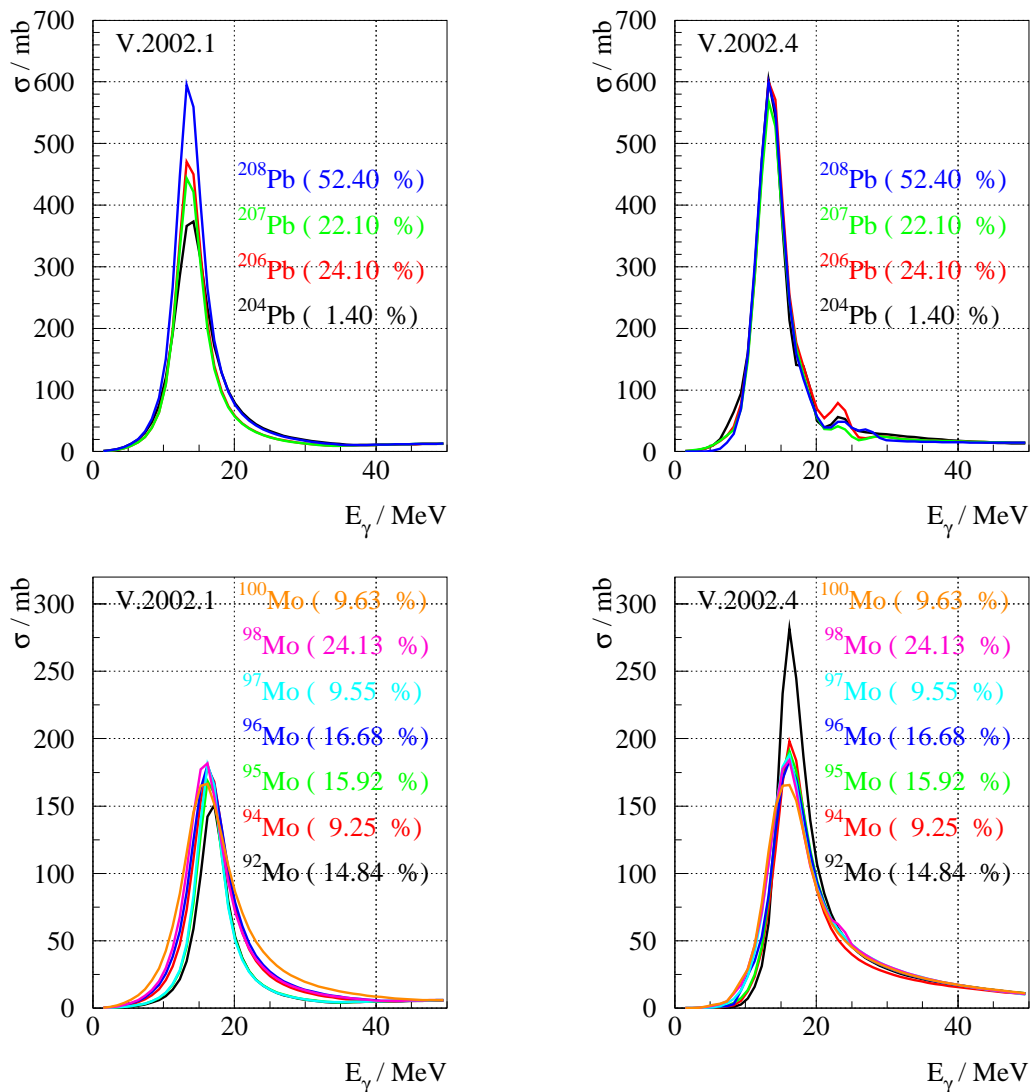 σ / mb
V.2002.1
700
600
500
400
300
200
100
0
208Pb ( 52.40 %)
207Pb ( 22.10 %)
206Pb ( 24.10 %)
204Pb ( 1.40 %)
0 20 40
Eγ / MeV
σ / mb
V.2002.4
700
600
500
400
300
200
100
0
208Pb ( 52.40 %)
207Pb ( 22.10 %)
206Pb ( 24.10 %)
204Pb ( 1.40 %)
0 20 40
Eγ / MeV
σ / mb
V.2002.1
300
250
200
150
100
50
0
100Mo ( 9.63 %)
98Mo ( 24.13 %)
97Mo ( 9.55 %)
96Mo ( 16.68 %)
95Mo ( 15.92 %)
94Mo ( 9.25 %)
92Mo ( 14.84 %)
0 20 40
Eγ / MeV
σ / mb
V.2002.4
300
250
200
150
100
50
0
100Mo ( 9.63 %)
98Mo ( 24.13 %)
97Mo ( 9.55 %)
96Mo ( 16.68 %)
95Mo ( 15.92 %)
94Mo ( 9.25 %)
92Mo ( 14.84 %)
0 20 40
Eγ / MeV